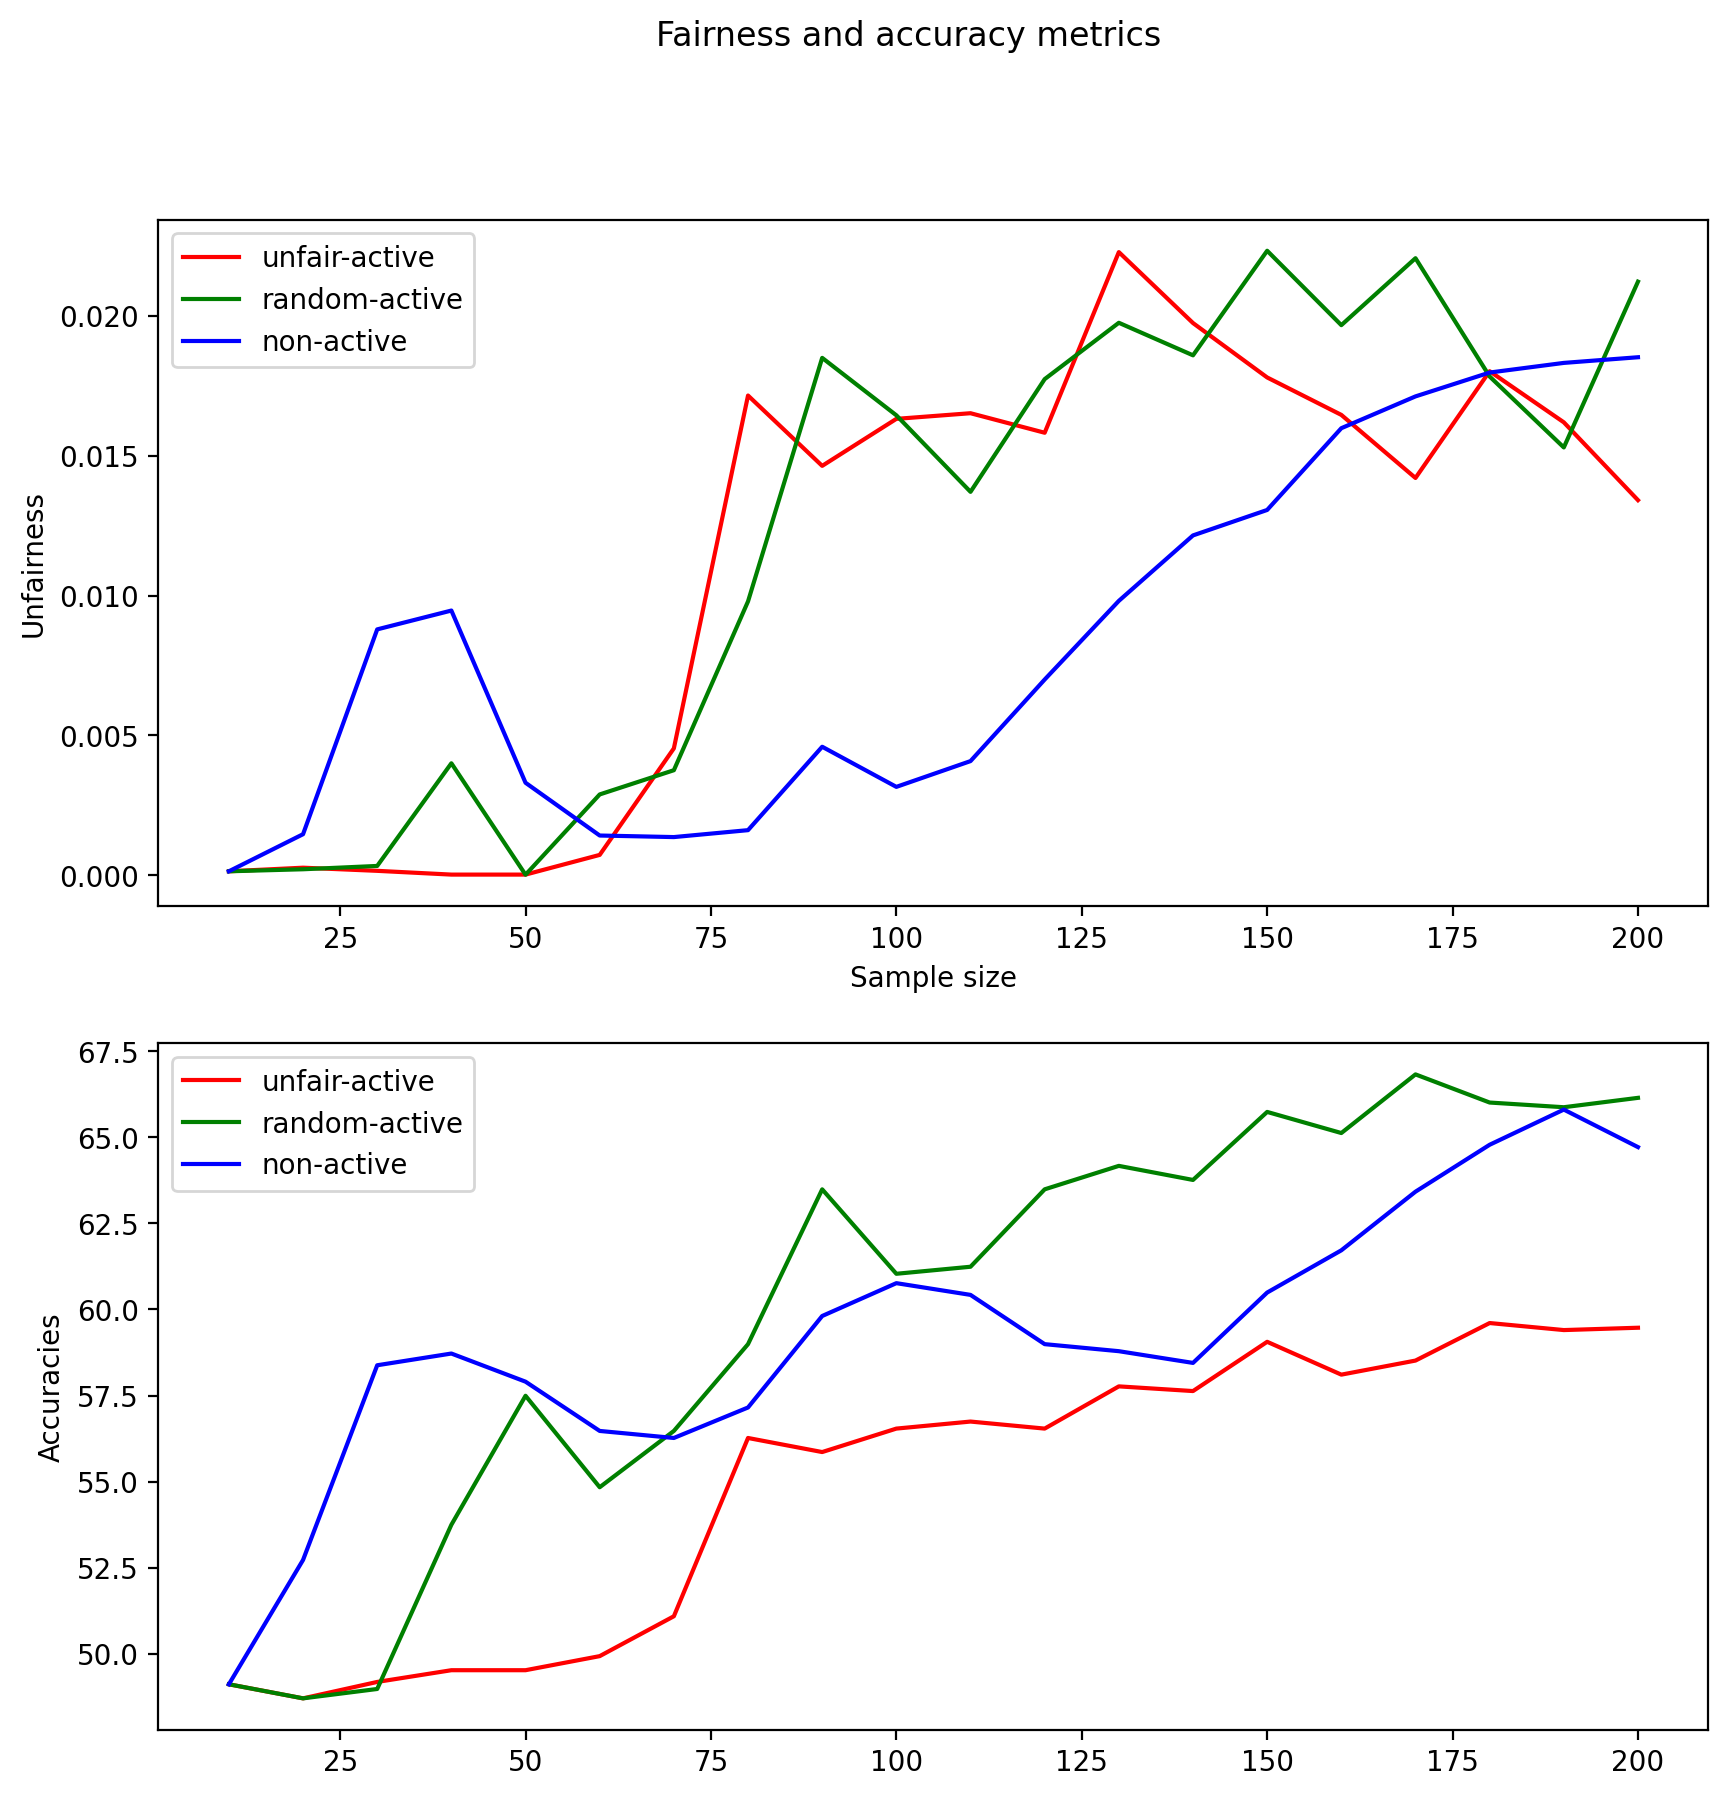 Fairness and accuracy metrics
unfair-active
random-active
non-active
0.020
0.015
0.010
0.005
0.000
Unfairness
25 50 75 100 125 150 175 200
Sample size
67.5
65.0
62.5
60.0
57.5
55.0
52.5
50.0
unfair-active
random-active
non-active
Accuracies
25 50 75 100 125 150 175 200